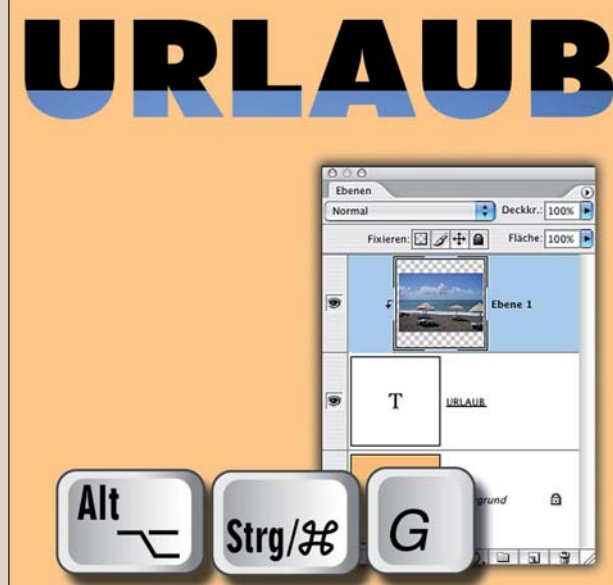 URLAUB
Ebenen
Normal Deckkr.: 100%
Fixieren: Fläche: 100%
Ebene 1
T URLAUB
grund
Alt Strg/⌘ G